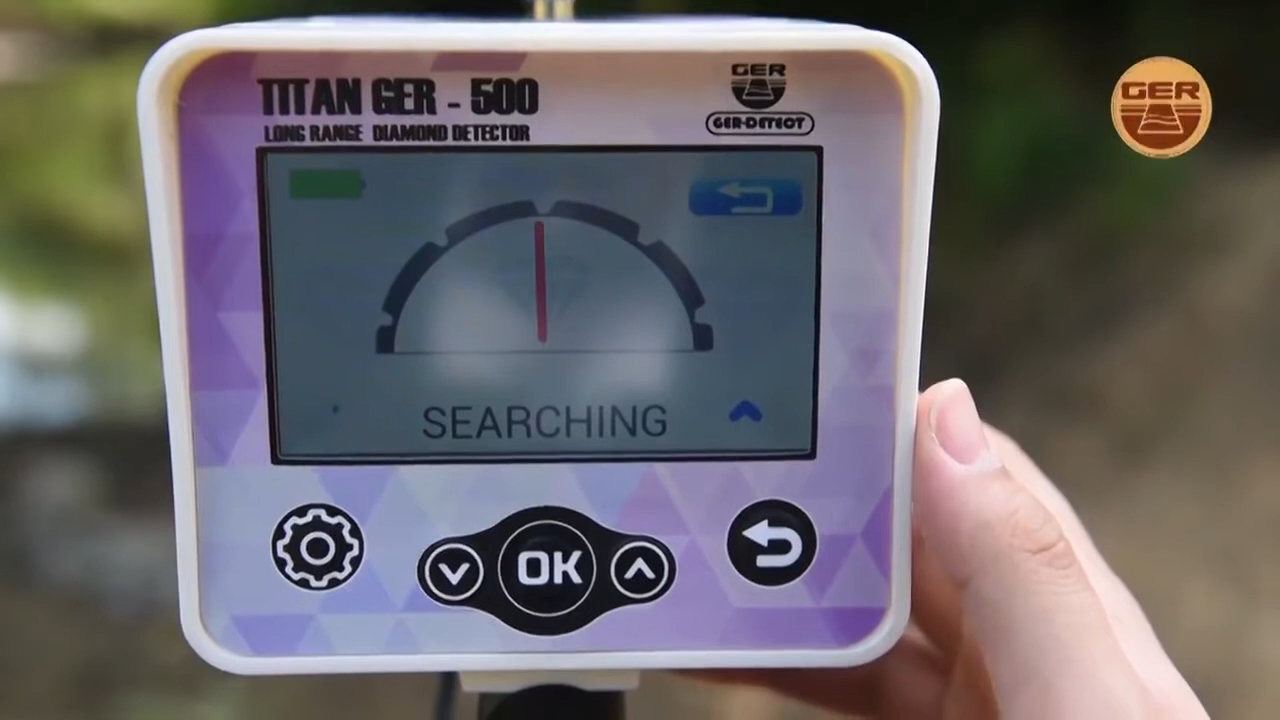 TITAN GER - 500
LONG RANGE DIAMOND DETECTOR
GER
GER-DETECT
GER
SEARCHING
OK